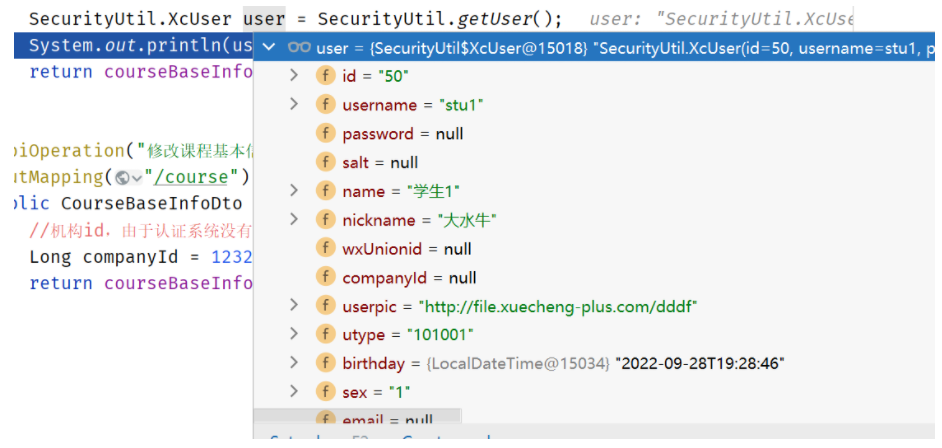 SecurityUtil.XcUser user = SecurityUtil.getUser(); user: "SecurityUtil.XcUse
System.out.println(us
user = {SecurityUtil$XcUser@15018} "SecurityUtil.XcUser(id=50, username=stu1, p
return courseBaseInfo
f id = "50"
f username = "stu1"
f password = null
f salt = null
piOperation("修改课程基本信
f name = "学生1"
utMapping("/course")
f nickname = "大水牛"
blic CourseBaseInfoDto
//机构id，由于认证系统没有
f wxUnionid = null
Long companyId = 1232
f companyId = null
return courseBaseInfo
f userpic = "http://file.xuecheng-plus.com/dddf"
f utype = "101001"
f birthday = {LocalDateTime@15034} "2022-09-28T19:28:46"
f sex = "1"
f email = null